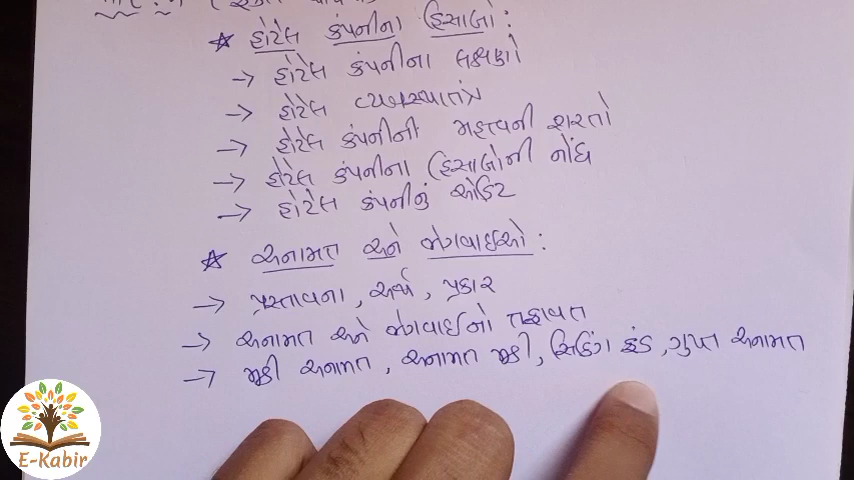 ★ હોટેલ કંપનીના હિસાબો :
→ હોટેલ કંપનીના લક્ષણો
→ હોટેલ વ્યવસ્થાતંત્ર
→ હોટેલ કંપનીની મહત્વની શરતો
→ હોટેલ કંપનીના હિસાબોની નોંધ
→ હોટેલ કંપનીનું ઓડિટ
★ અનામત અને જોગવાઈઓ :
→ પ્રસ્તાવના, અર્થ, પ્રકાર
→ અનામત અને જોગવાઈનો તફાવત
→ મૂડી અનામત, અનામત મૂડી, સિંકિંગ ફંડ, ગુપ્ત અનામત
E-Kabir